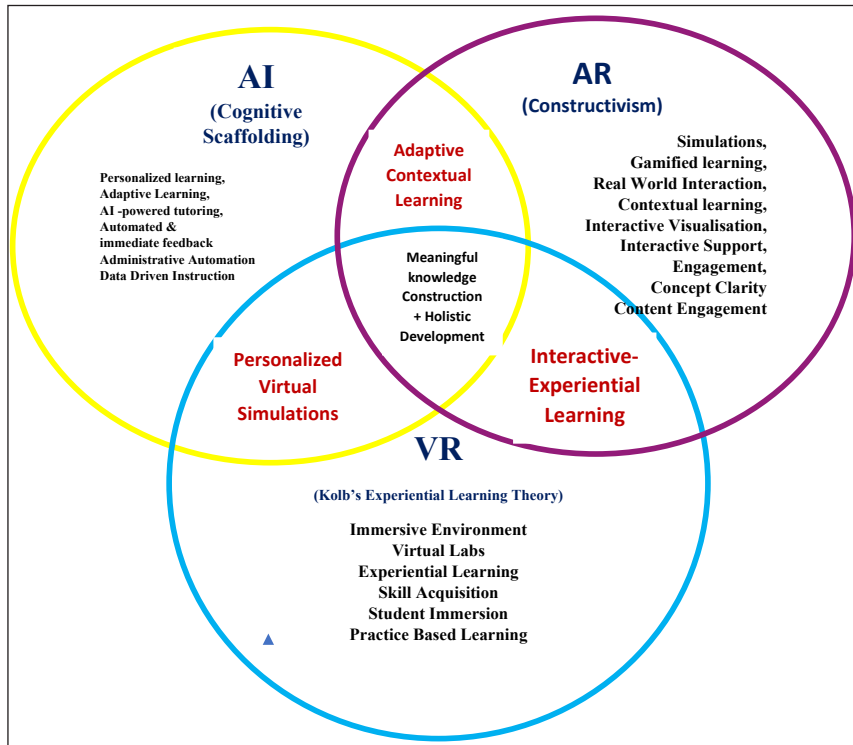 AI
(Cognitive
Scaffolding)
Personalized learning,
Adaptive Learning,
AI -powered tutoring,
Automated &
immediate feedback
Administrative Automation
Data Driven Instruction
AR
(Constructivism)
Simulations,
Gamified learning,
Real World Interaction,
Contextual learning,
Interactive Visualisation,
Interactive Support,
Engagement,
Concept Clarity
Content Engagement
Adaptive
Contextual
Learning
Meaningful
knowledge
Construction
+ Holistic
Development
Personalized
Virtual
Simulations
Interactive-
Experiential
Learning
VR
(Kolb’s Experiential Learning Theory)
Immersive Environment
Virtual Labs
Experiential Learning
Skill Acquisition
Student Immersion
Practice Based Learning